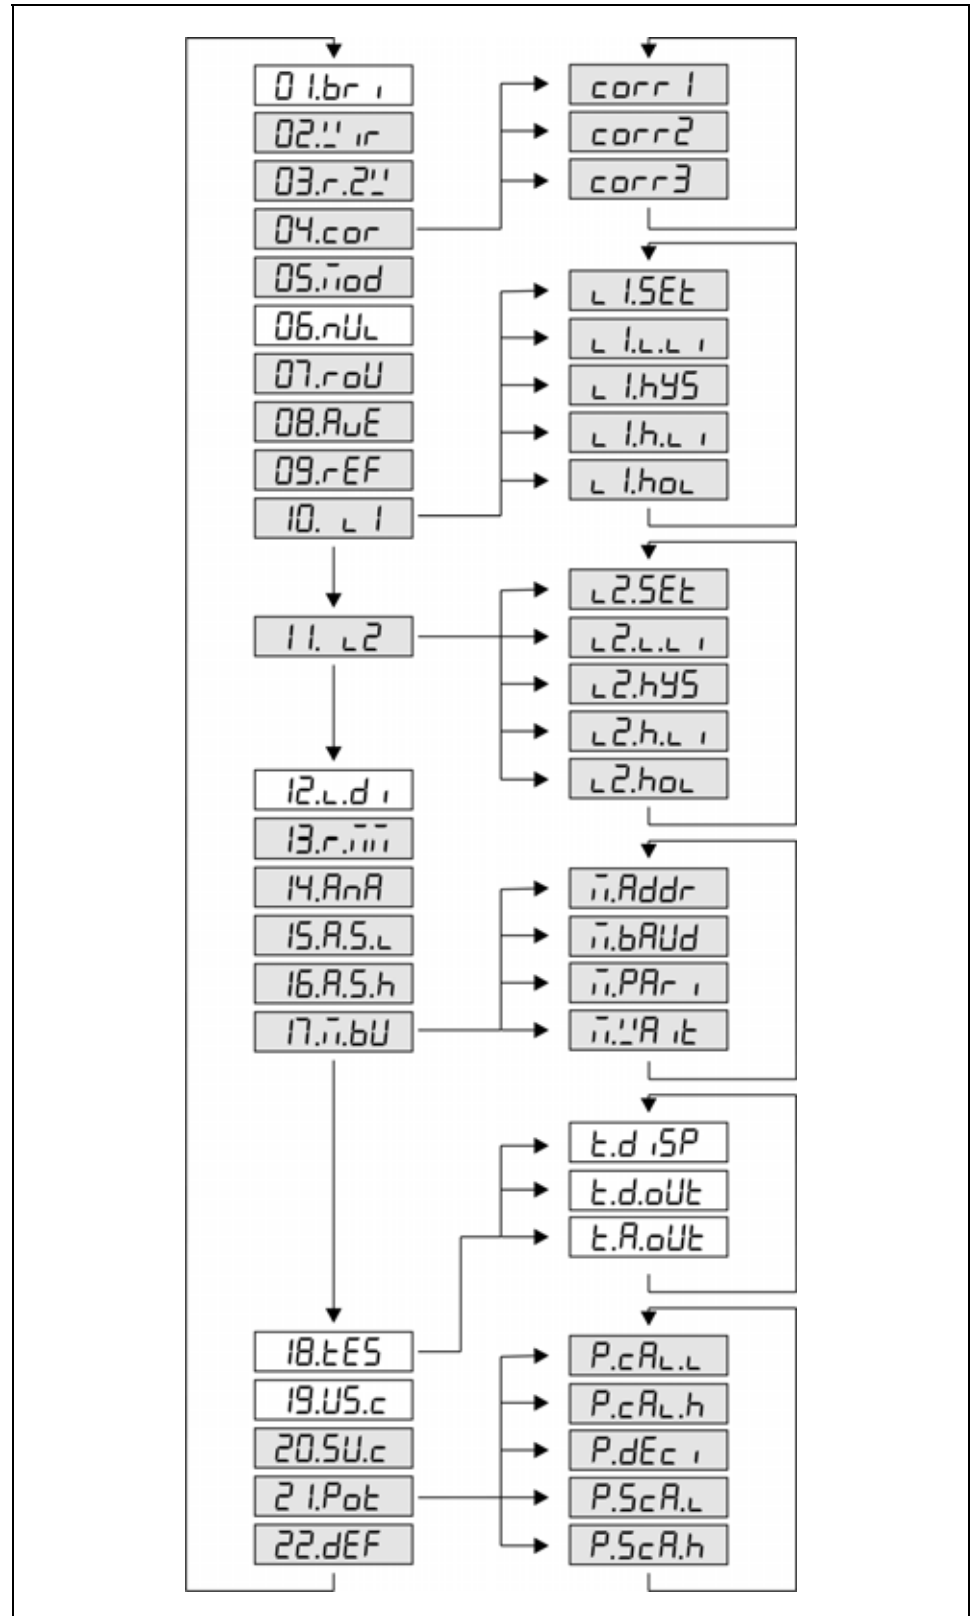 01.bri
02.Wir
03.r.2W
04.cor
05.mod
06.nUL
07.roU
08.AvE
09.rEF
10. L1
11. L2
12.L.di
13.r.mm
14.AnA
15.A.S.L
16.A.S.h
17.m.bU
18.tES
19.US.c
20.SU.c
21.Pot
22.dEF
corr1
corr2
corr3
L1.SEt
L1.L.Li
L1.hYS
L1.h.Li
L1.hoL
L2.SEt
L2.L.Li
L2.hYS
L2.h.Li
L2.hoL
m.Addr
m.bAUd
m.PAri
m.WAit
t.diSP
t.d.oUt
t.A.oUt
P.cAL.L
P.cAL.h
P.dEci
P.ScA.L
P.ScA.h